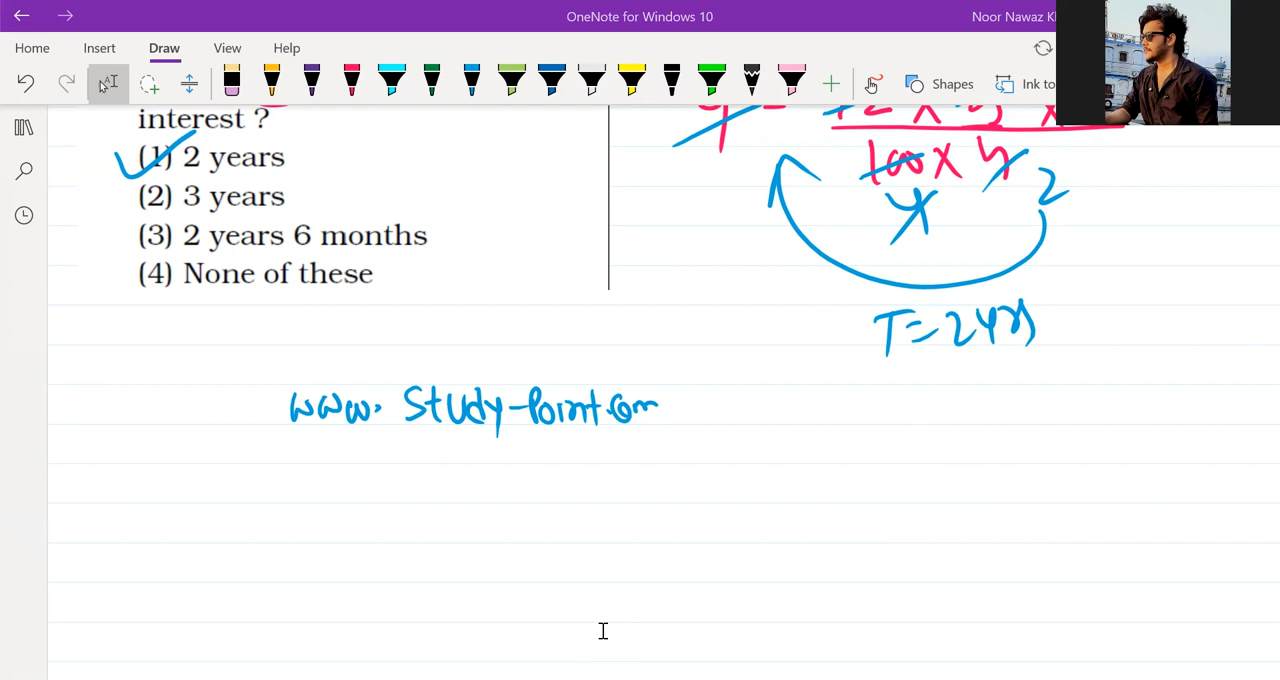 OneNote for Windows 10
Noor Nawaz
Home Insert Draw View Help
Shapes
Ink to
interest ?
(1) 2 years
(2) 3 years
(3) 2 years 6 months
(4) None of these
100 X
2
T = 2 yrs
www. Study-Point.com